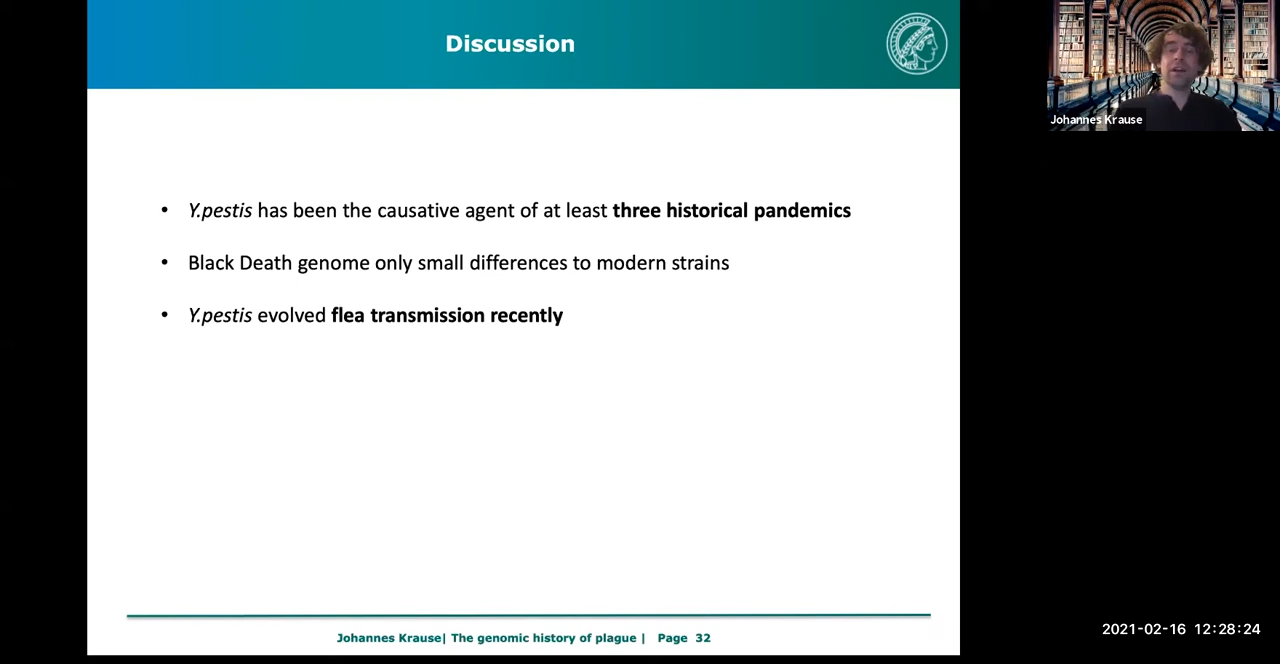 Discussion
Johannes Krause
• Y.pestis has been the causative agent of at least three historical pandemics
• Black Death genome only small differences to modern strains
• Y.pestis evolved flea transmission recently
Johannes Krause| The genomic history of plague | Page 32
2021-02-16 12:28:24